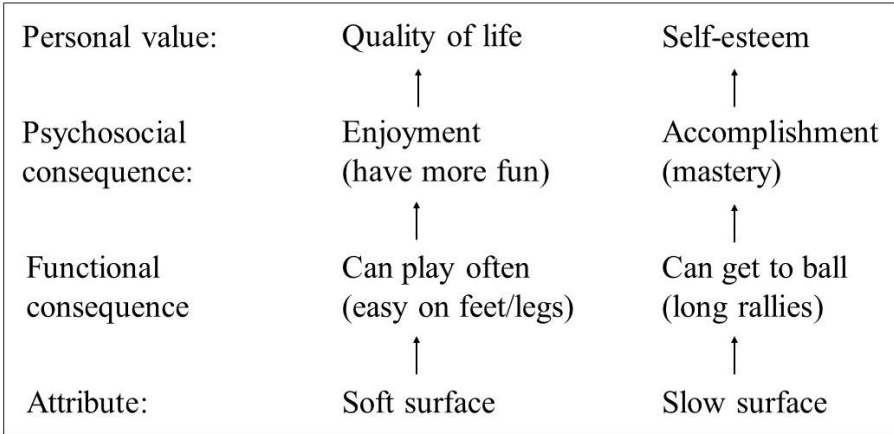 Personal value: Quality of life Self-esteem
Psychosocial Enjoyment Accomplishment
consequence: (have more fun) (mastery)
Functional Can play often Can get to ball
consequence (easy on feet/legs) (long rallies)
Attribute: Soft surface Slow surface